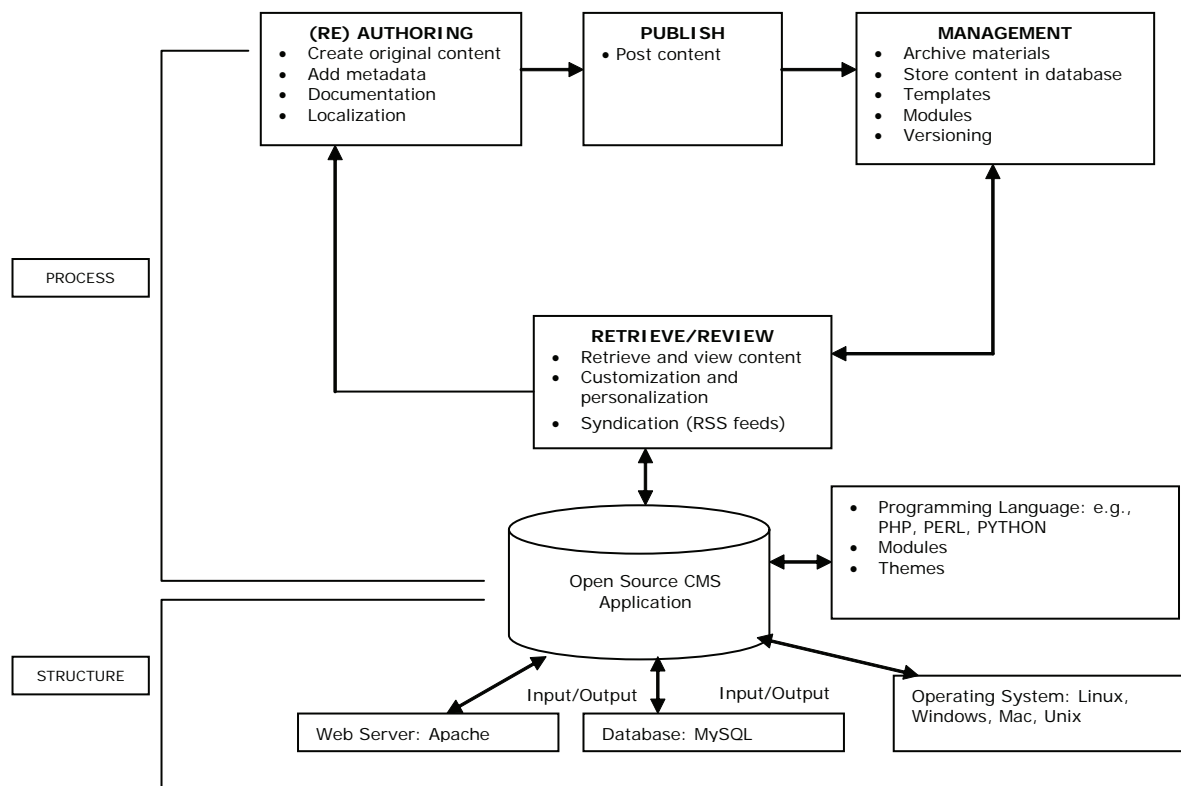 (RE) AUTHORING
• Create original content
• Add metadata
• Documentation
• Localization
PUBLISH
• Post content
MANAGEMENT
• Archive materials
• Store content in database
• Templates
• Modules
• Versioning
PROCESS
RETRIEVE/REVIEW
• Retrieve and view content
• Customization and
personalization
• Syndication (RSS feeds)
• Programming Language: e.g.,
PHP, PERL, PYTHON
• Modules
• Themes
Open Source CMS
Application
STRUCTURE
Input/Output
Input/Output
Operating System: Linux,
Windows, Mac, Unix
Web Server: Apache
Database: MySQL